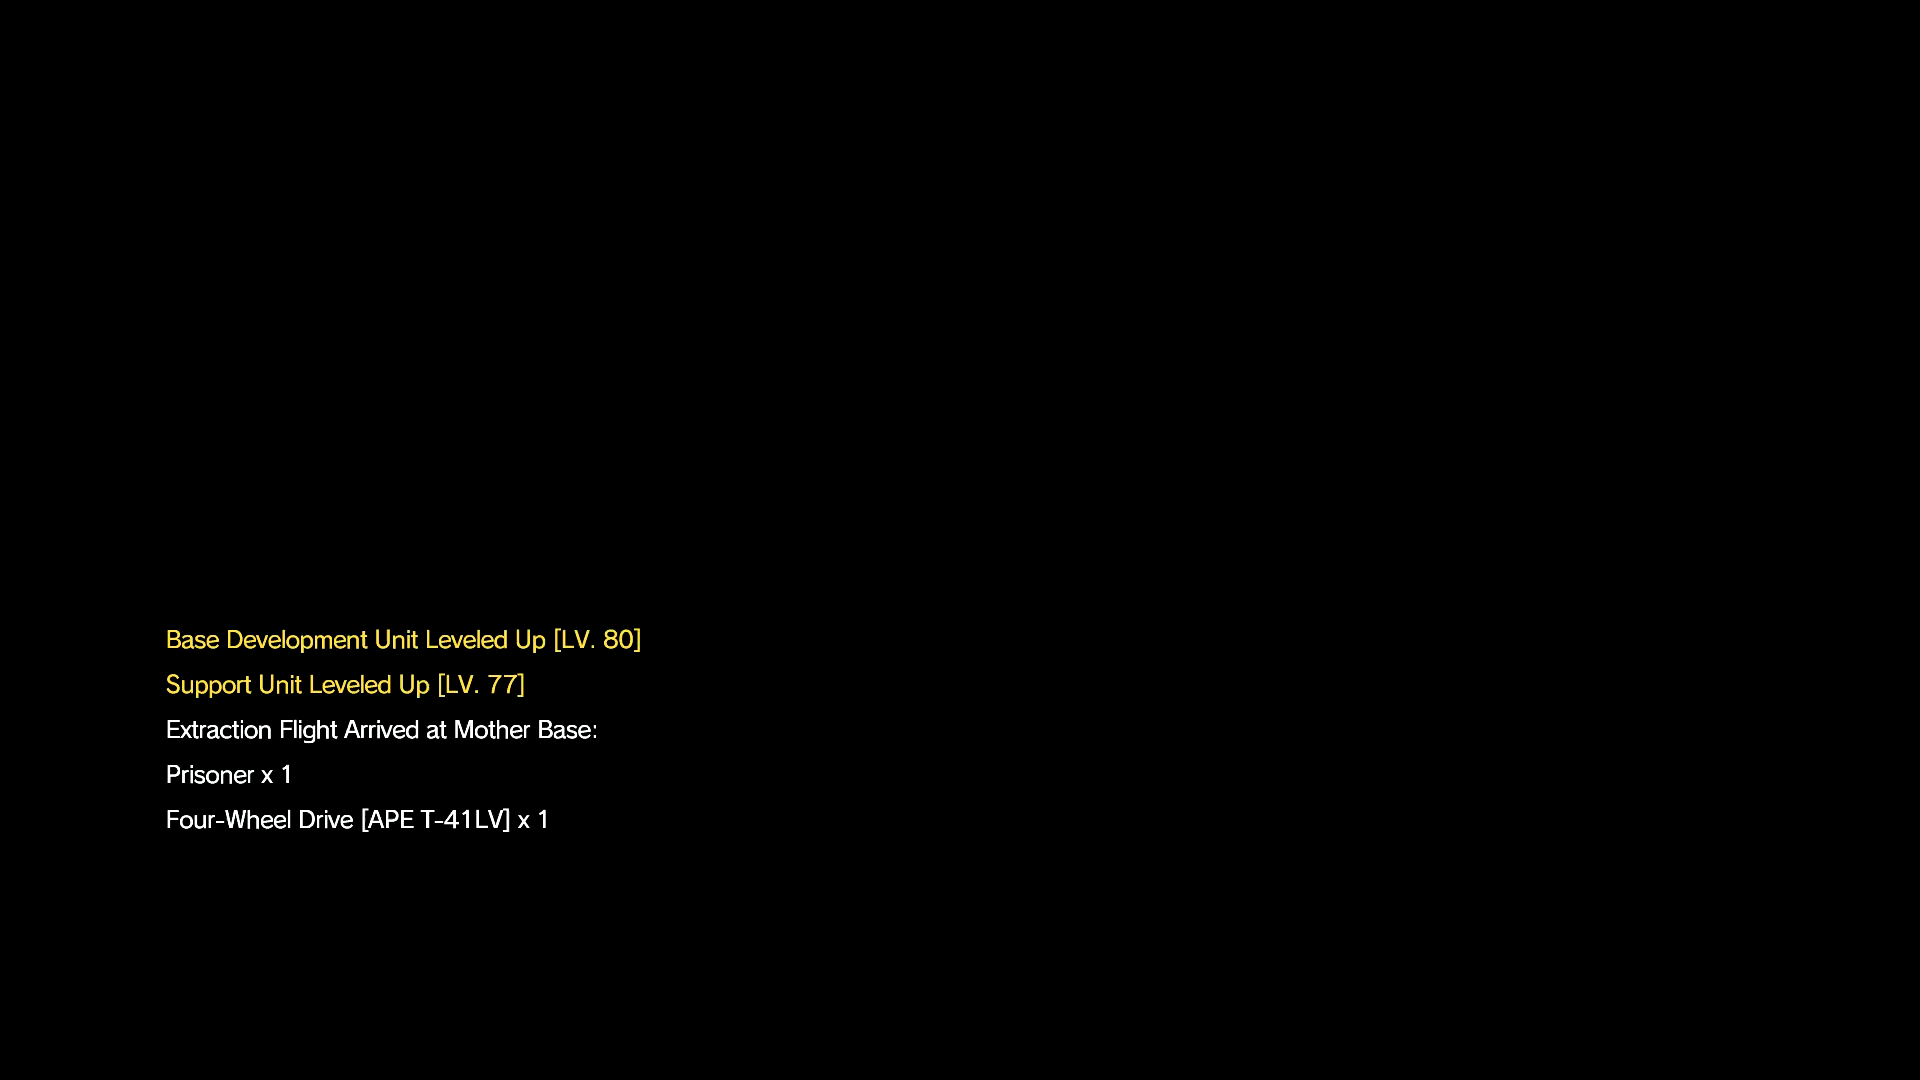 Base Development Unit Leveled Up [LV. 80]
Support Unit Leveled Up [LV. 77]
Extraction Flight Arrived at Mother Base:
Prisoner x 1
Four-Wheel Drive [APE T-41LV] x 1